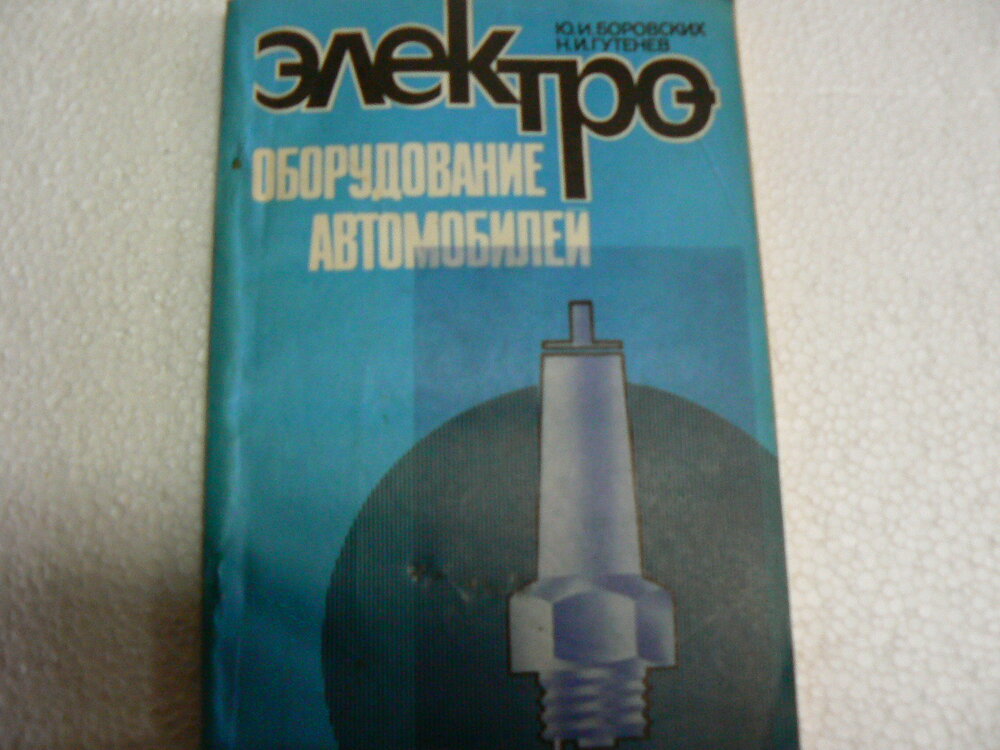 Ю.И.БОРОВСКИХ
Н.И.ГУТЕНЕВ
Электро-
ОБОРУДОВАНИЕ
АВТОМОБИЛЕЙ